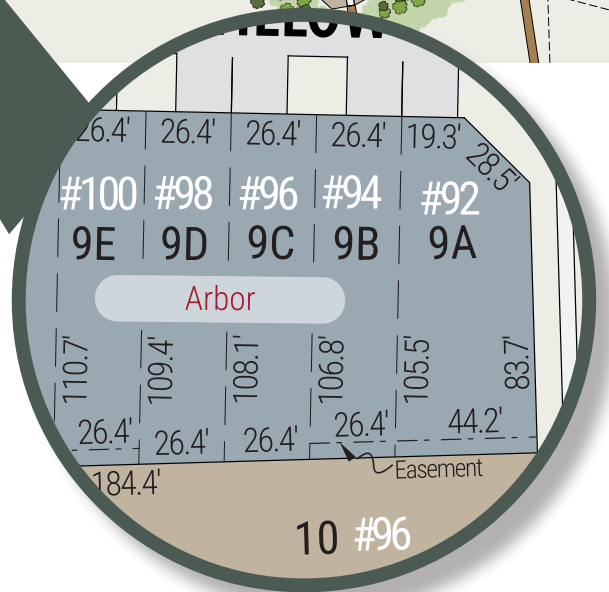 26.4' 26.4' 26.4' 26.4' 19.3'
28.5'
#100 #98 #96 #94 #92
9E 9D 9C 9B 9A
Arbor
110.7' 109.4' 108.1' 106.8' 105.5' 83.7'
26.4' 26.4' 26.4' 26.4' 44.2'
184.4'
Easement
10 #96